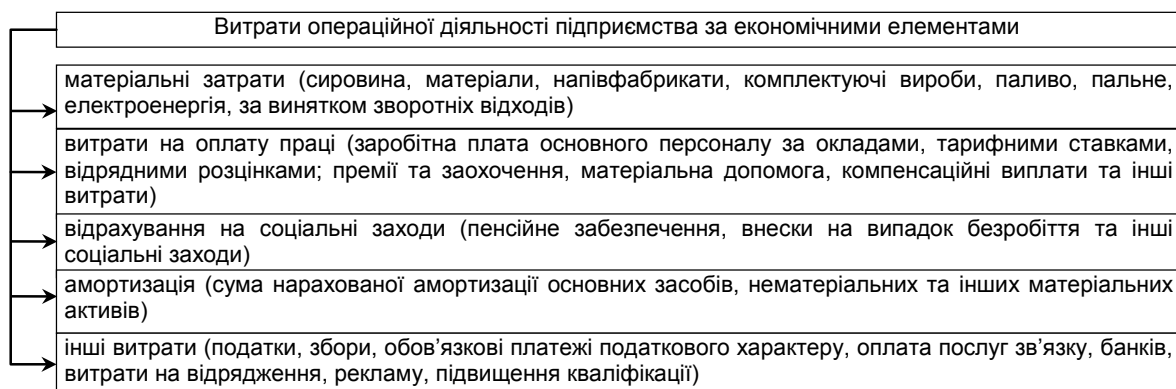 Витрати операційної діяльності підприємства за економічними елементами
матеріальні затрати (сировина, матеріали, напівфабрикати, комплектуючі вироби, паливо, пальне,
електроенергія, за винятком зворотніх відходів)
витрати на оплату праці (заробітна плата основного персоналу за окладами, тарифними ставками,
відрядними розцінками; премії та заохочення, матеріальна допомога, компенсаційні виплати та інші
витрати)
відрахування на соціальні заходи (пенсійне забезпечення, внески на випадок безробіття та інші
соціальні заходи)
амортизація (сума нарахованої амортизації основних засобів, нематеріальних та інших матеріальних
активів)
інші витрати (податки, збори, обов’язкові платежі податкового характеру, оплата послуг зв’язку, банків,
витрати на відрядження, рекламу, підвищення кваліфікації)